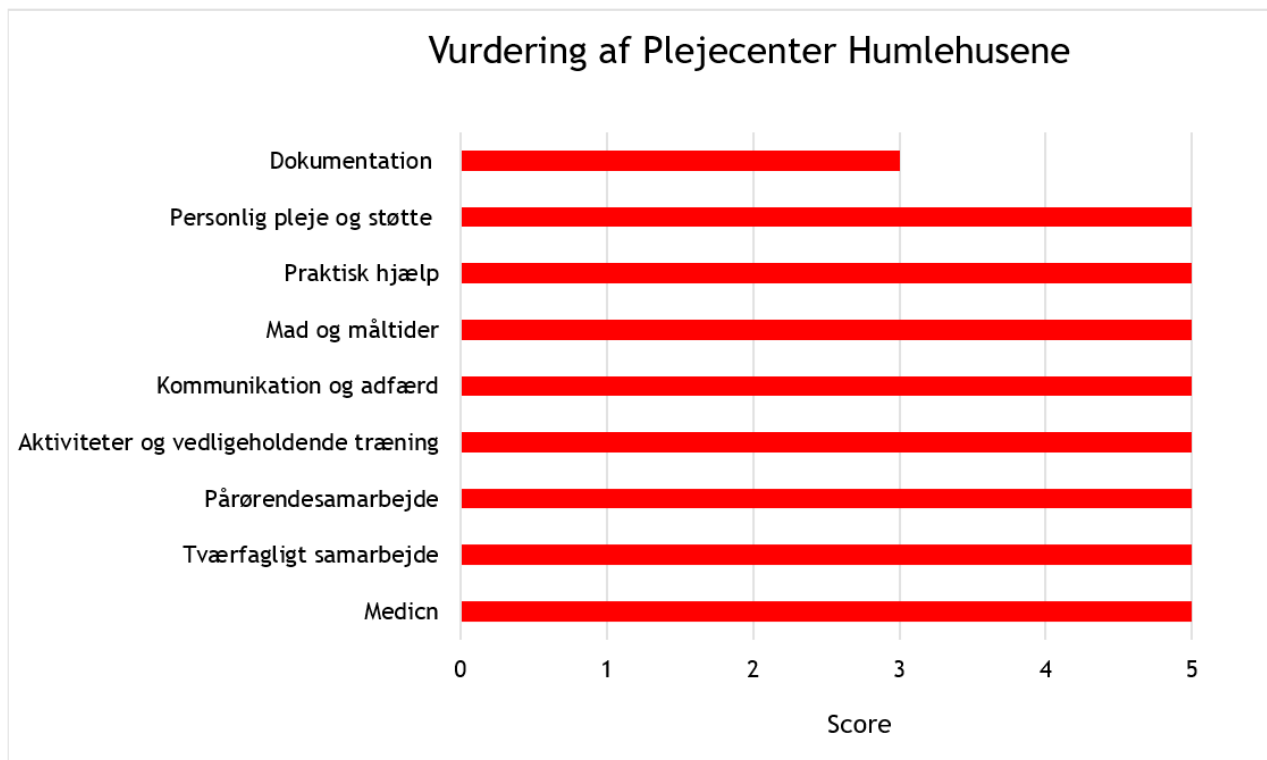 Vurdering af Plejecenter Humlehusene
Dokumentation
Personlig pleje og støtte
Praktisk hjælp
Mad og måltider
Kommunikation og adfærd
Aktiviteter og vedligeholdende træning
Pårørendesamarbejde
Tværfagligt samarbejde
Medicn
0 1 2 3 4 5
Score